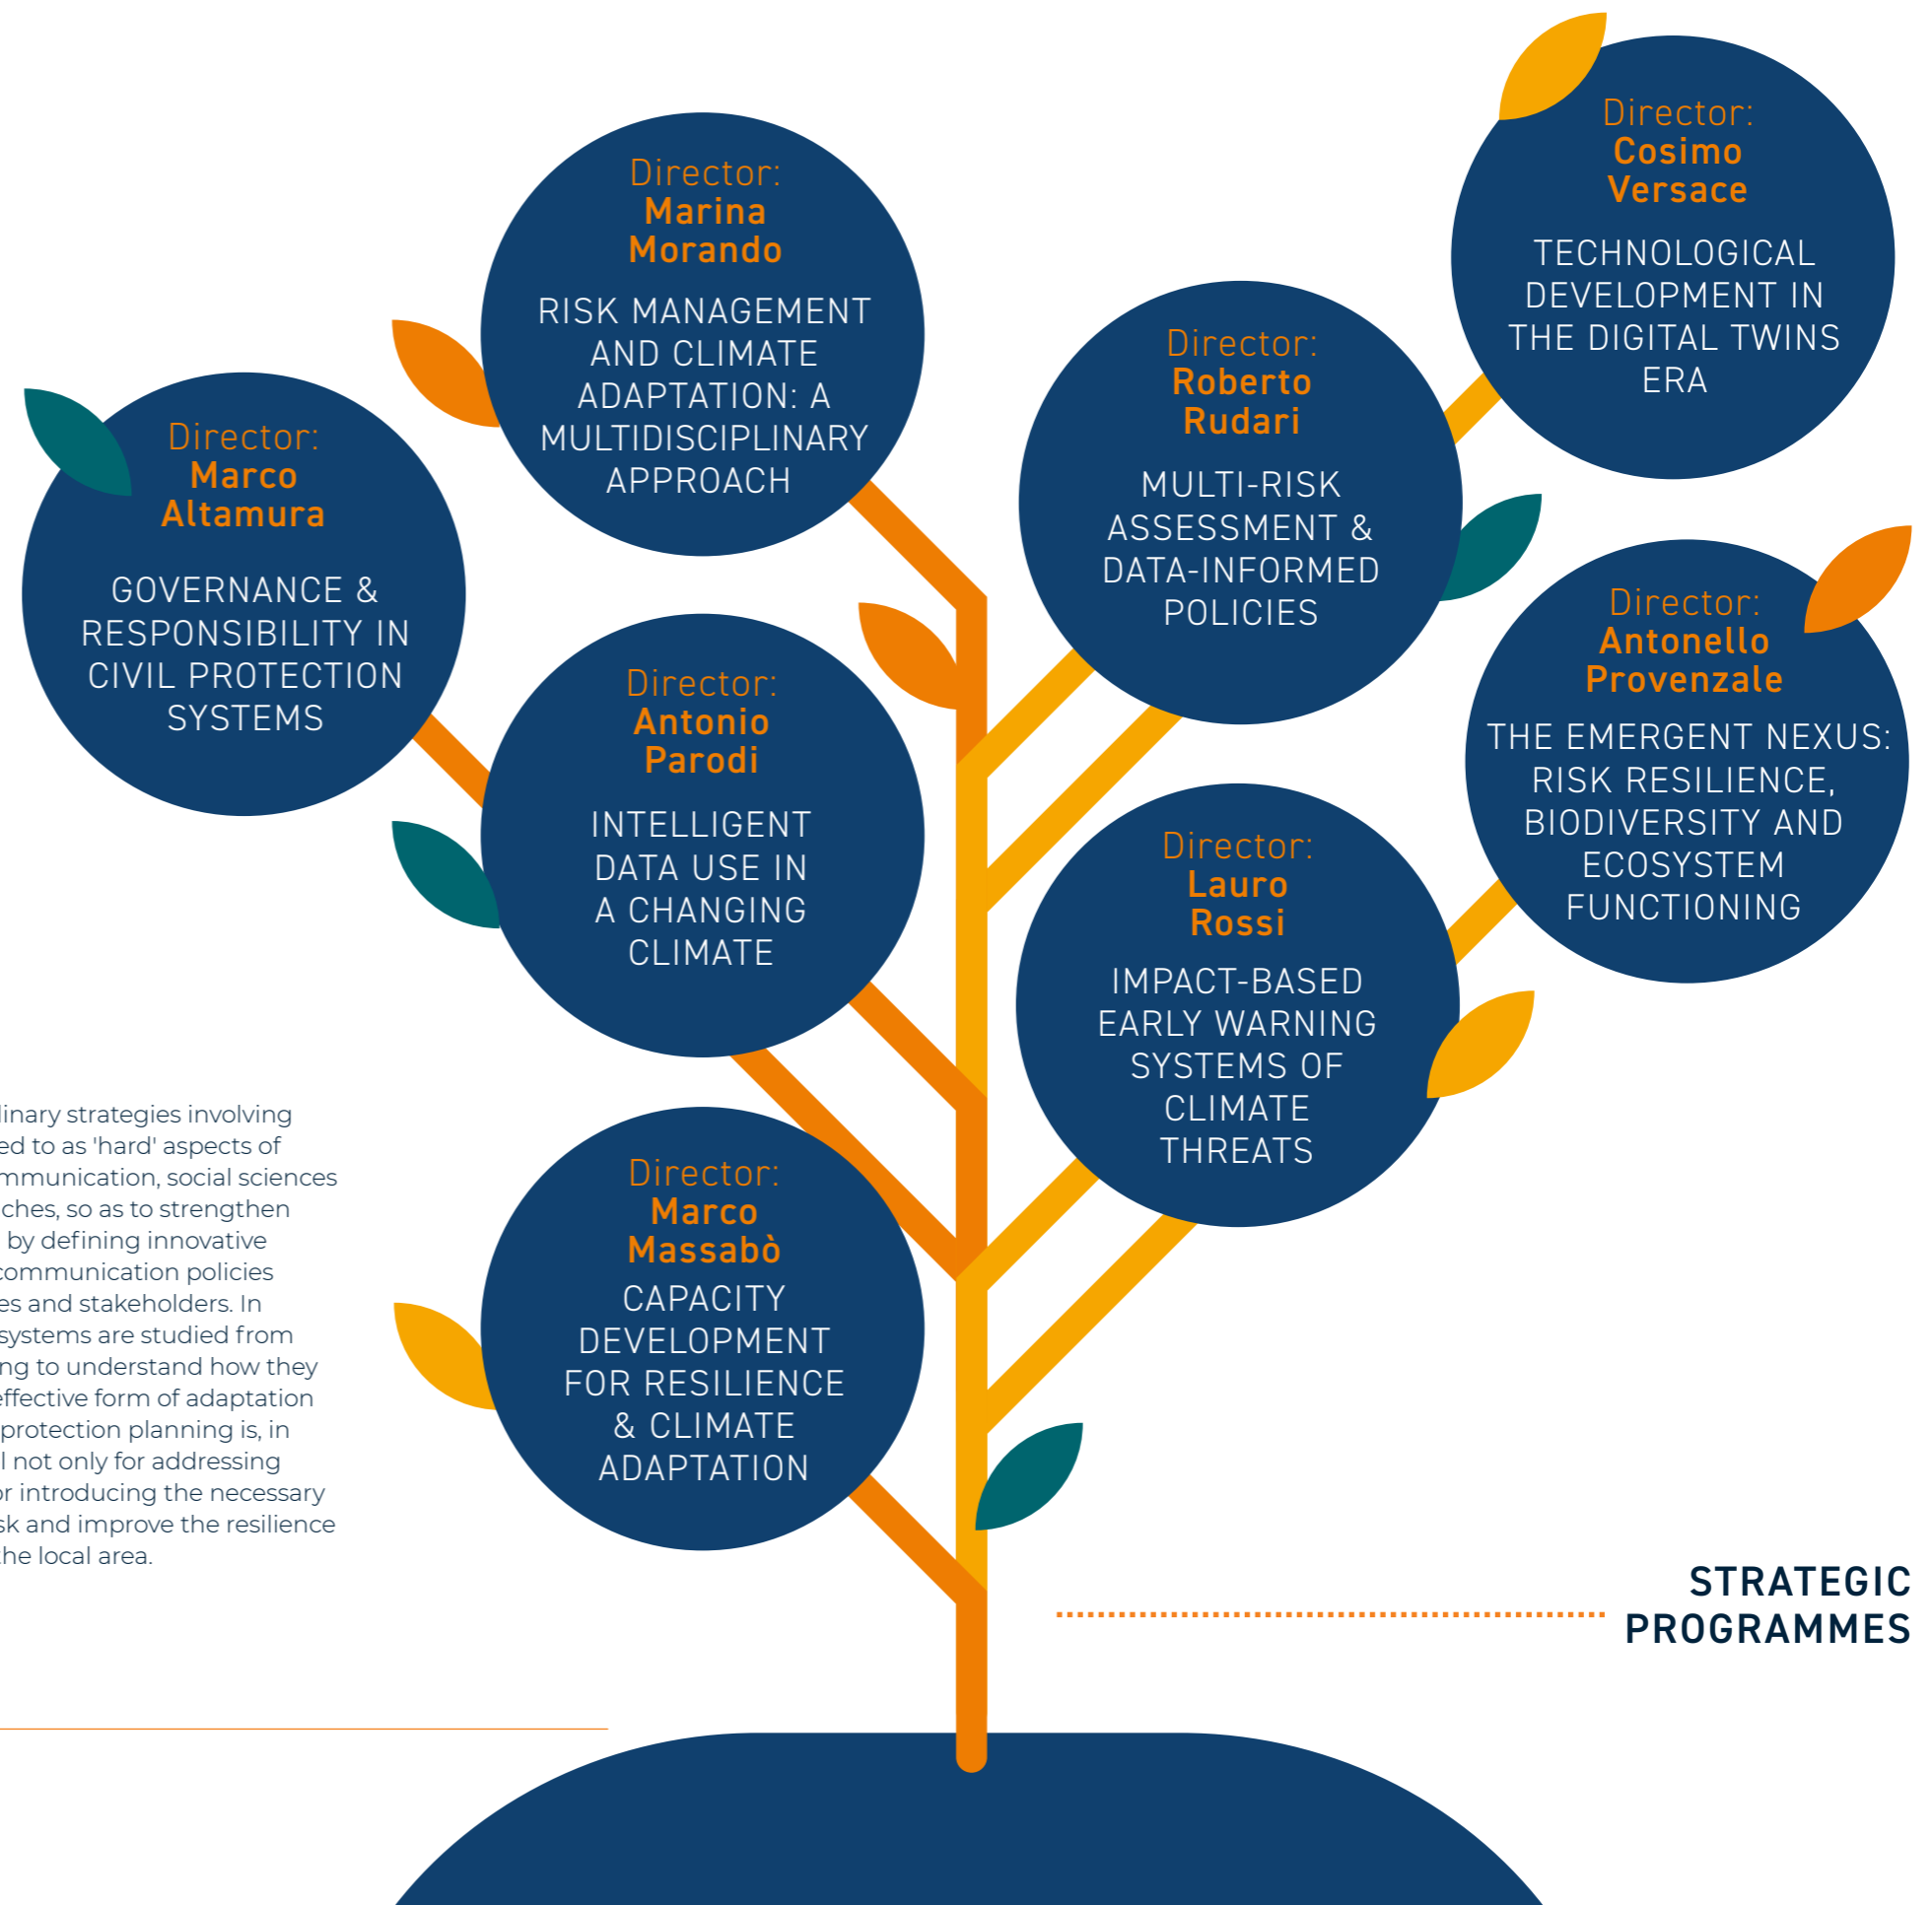 Director:
Cosimo
Versace
TECHNOLOGICAL
DEVELOPMENT IN
THE DIGITAL TWINS
ERA
Director:
Marina
Morando
RISK MANAGEMENT
AND CLIMATE
ADAPTATION: A
MULTIDISCIPLINARY
APPROACH
Director:
Roberto
Rudari
MULTI-RISK
ASSESSMENT &
DATA-INFORMED
POLICIES
Director:
Marco
Altamura
GOVERNANCE &
RESPONSIBILITY IN
CIVIL PROTECTION
SYSTEMS
Director:
Antonello
Provenzale
THE EMERGENT NEXUS:
RISK RESILIENCE,
BIODIVERSITY AND
ECOSYSTEM
FUNCTIONING
Director:
Antonio
Parodi
INTELLIGENT
DATA USE IN
A CHANGING
CLIMATE
Director:
Lauro
Rossi
IMPACT-BASED
EARLY WARNING
SYSTEMS OF
CLIMATE
THREATS
Director:
Marco
Massabò
CAPACITY
DEVELOPMENT
FOR RESILIENCE
& CLIMATE
ADAPTATION
strategies involving
to as 'hard' aspects of
social sciences
so as to strengthen
by defining innovative
communication policies
and stakeholders. In
systems are studied from
to understand how they
effective form of adaptation
protection planning is, in
not only for addressing
introducing the necessary
and improve the resilience
the local area.
STRATEGIC
PROGRAMMES